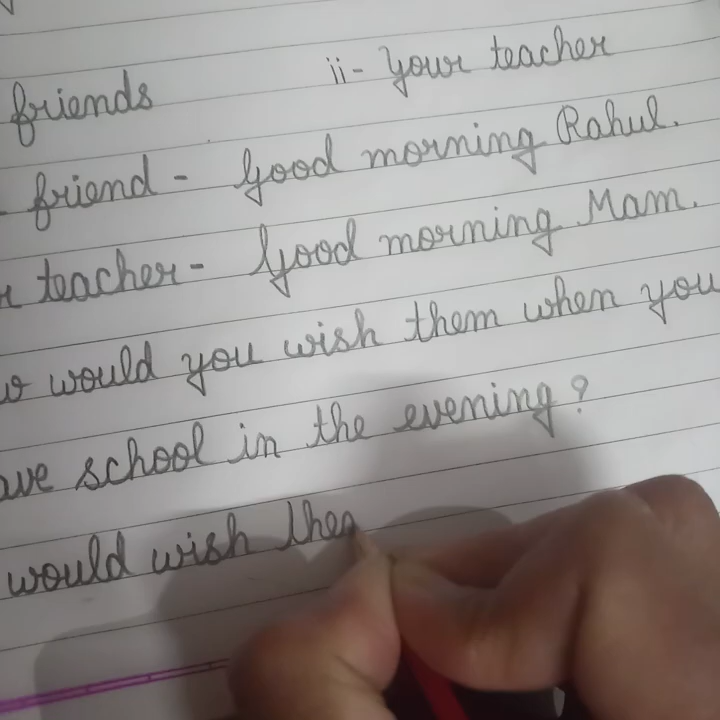 friends ii- Your teacher
friend - Good morning Rahul.
teacher- Good morning Mam.
would you wish them when you
school in the evening?
would wish